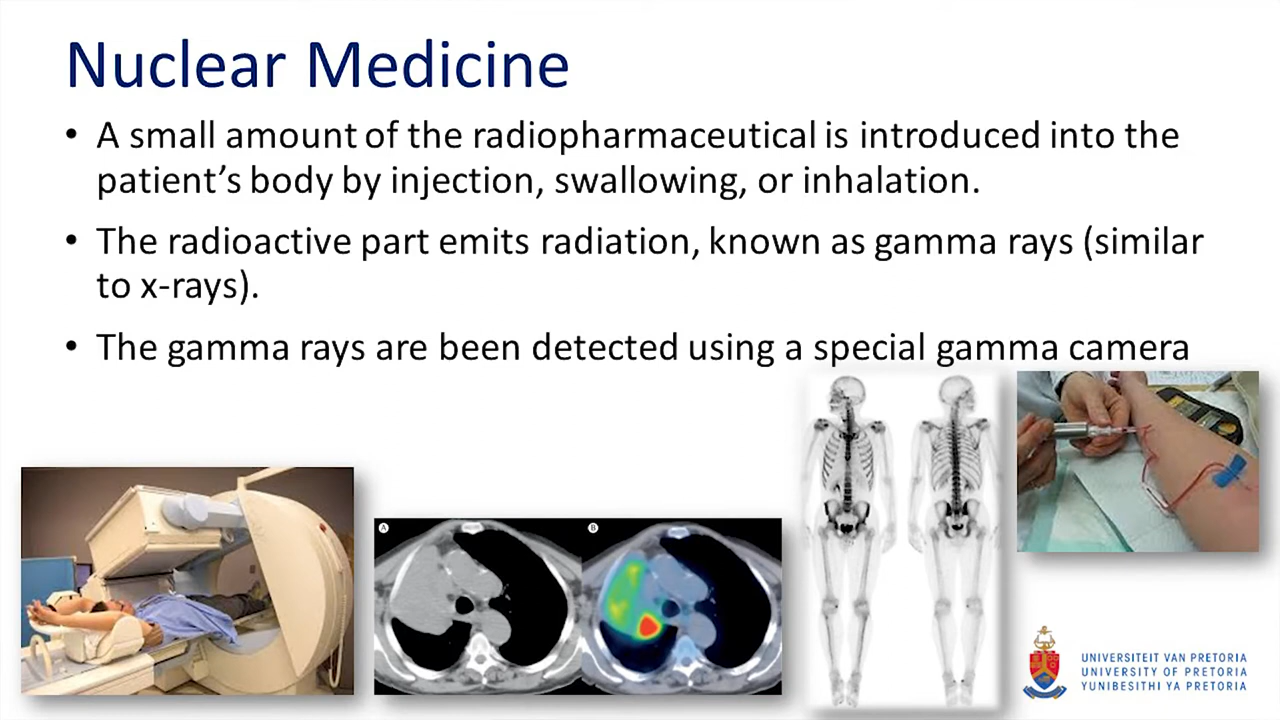 Nuclear Medicine
• A small amount of the radiopharmaceutical is introduced into the
patient’s body by injection, swallowing, or inhalation.
• The radioactive part emits radiation, known as gamma rays (similar
to x-rays).
• The gamma rays are been detected using a special gamma camera
A
B
UNIVERSITEIT VAN PRETORIA
UNIVERSITY OF PRETORIA
YUNIBESITHI YA PRETORIA